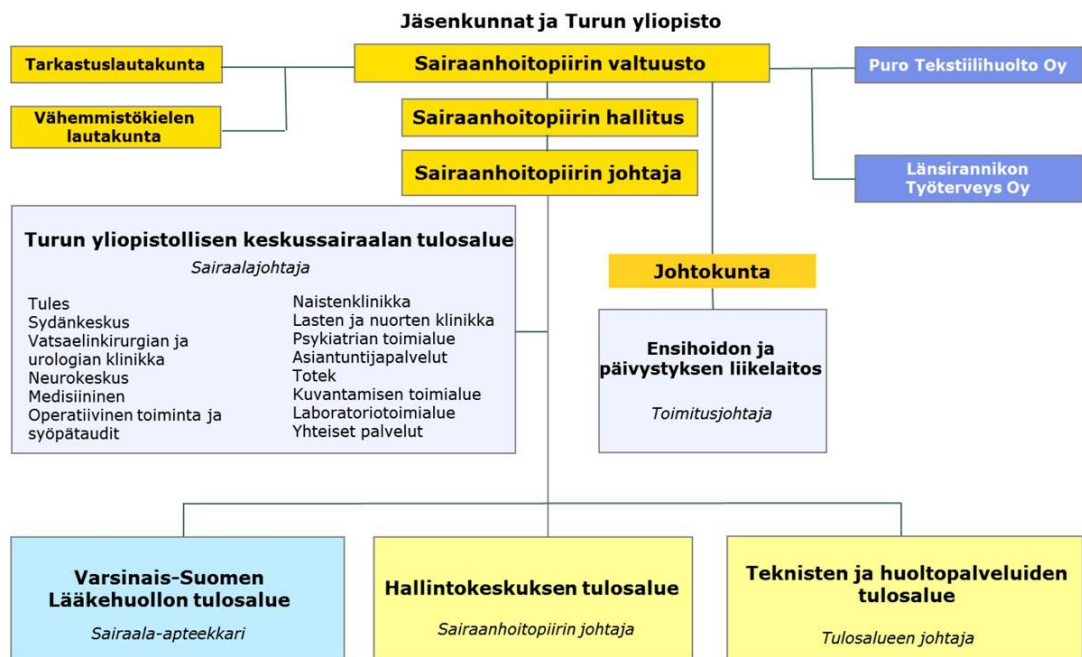 Jäsenkunnat ja Turun yliopisto
Tarkastuslautakunta
Sairaanhoitopiirin valtuusto
Puro Tekstiilihuolto Oy
Vähemmistökielen
lautakunta
Sairaanhoitopiirin hallitus
Sairaanhoitopiirin johtaja
Länsirannikon
Työterveys Oy
Turun yliopistollisen keskussairaalan tulosalue
Sairaalajohtaja
Tules
Sydänkeskus
Vatsaelinkirurgian ja
urologian klinikka
Neurokeskus
Medisiininen
Operatiivinen toiminta ja
syöpätaudit
Naistenklinikka
Lasten ja nuorten klinikka
Psykiatrian toimialue
Asiantuntijapalvelut
Totek
Kuvantamisen toimialue
Laboratoriotoimialue
Yhteiset palvelut
Johtokunta
Ensihoidon ja
päivystyksen liikelaitos
Toimitusjohtaja
Varsinais-Suomen
Lääkehuollon tulosalue
Sairaala-apteekkari
Hallintokeskuksen tulosalue
Sairaanhoitopiirin johtaja
Teknisten ja huoltopalveluiden
tulosalue
Tulosalueen johtaja